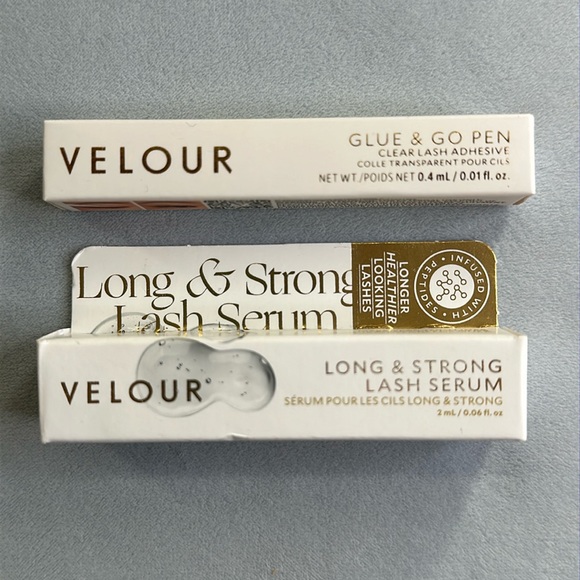 VELOUR
GLUE & GO PEN
CLEAR LASH ADHESIVE
COLLE TRANSPARENT POUR CILS
NET WT./POIDS NET 0.4 mL / 0.01 fl. oz.
Long & Strong
Lash Serum
LONGER
HEALTHIER
LOOKING
LASHES
INFUSED WITH • PEPTIDES •
VELOUR
LONG & STRONG
LASH SERUM
SÉRUM POUR LES CILS LONG & STRONG
2 mL / 0.06 fl. oz